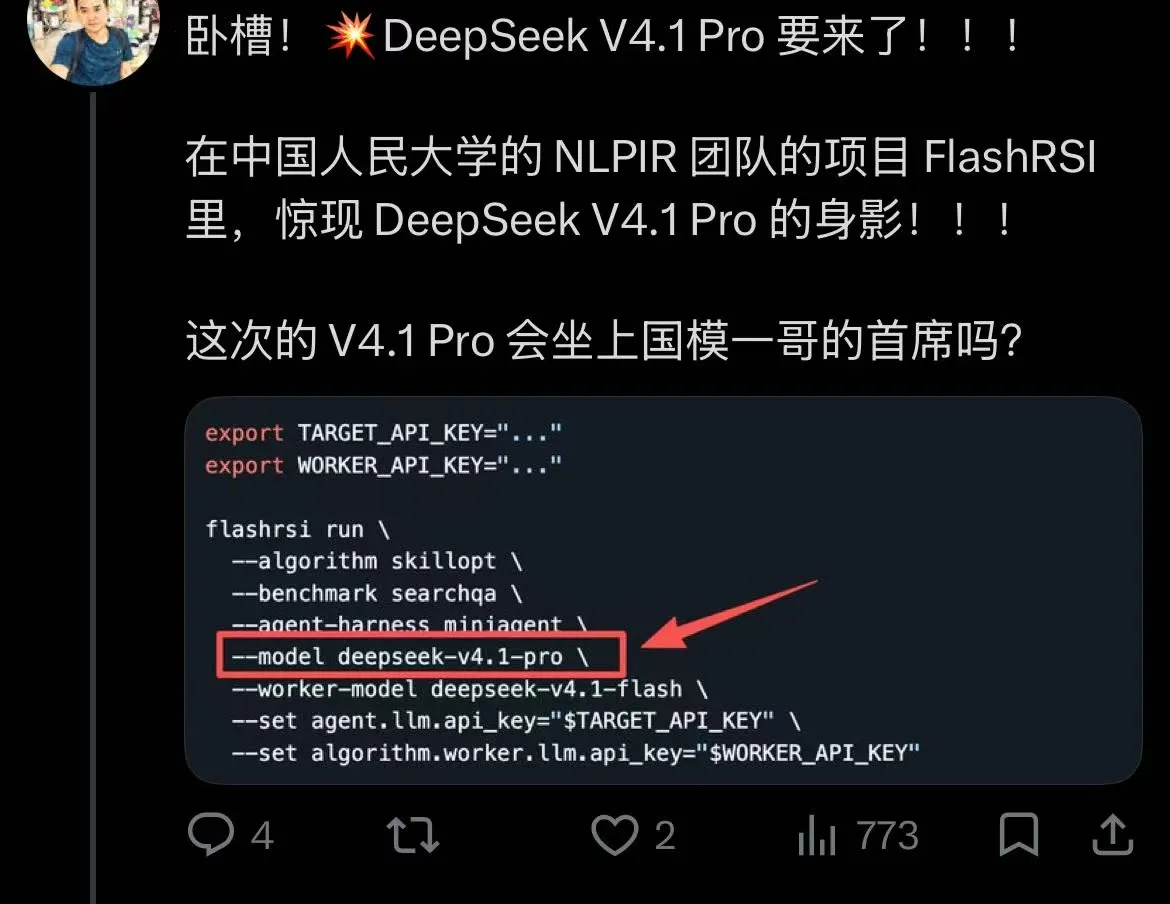 卧槽！💥DeepSeek V4.1 Pro 要来了！！！
在中国人民大学的 NLPIR 团队的项目 FlashRSI
里，惊现 DeepSeek V4.1 Pro 的身影！！！
这次的 V4.1 Pro 会坐上国模一哥的首席吗？
export TARGET_API_KEY="..."
export WORKER_API_KEY="..."
flashrsi run \
--algorithm skillopt \
--benchmark searchqa \
--agent-harness miniagent \
--model deepseek-v4.1-pro \
--worker-model deepseek-v4.1-flash \
--set agent.llm.api_key="$TARGET_API_KEY" \
--set algorithm.worker.llm.api_key="$WORKER_API_KEY"
4 2 773